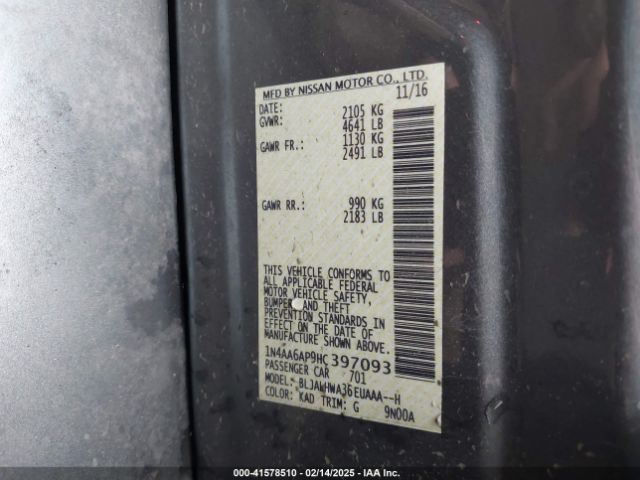 MFD BY NISSAN MOTOR CO., LTD.
DATE: 11/16
GVWR: 2105 KG
4641 LB
GAWR FR.: 1130 KG
2491 LB
GAWR RR.: 990 KG
2183 LB
THIS VEHICLE CONFORMS TO
ALL APPLICABLE FEDERAL
MOTOR VEHICLE SAFETY,
BUMPER AND THEFT
PREVENTION STANDARDS IN
EFFECT ON THE DATE OF
MANUFACTURE SHOWN ABOVE.
1N4AA6AP9HC397093
PASSENGER CAR 701
MODEL: BLJALHWA36EUAAA--H
COLOR: KAD TRIM: G 9N00A
000-41578510 - 02/14/2025 - IAA Inc.